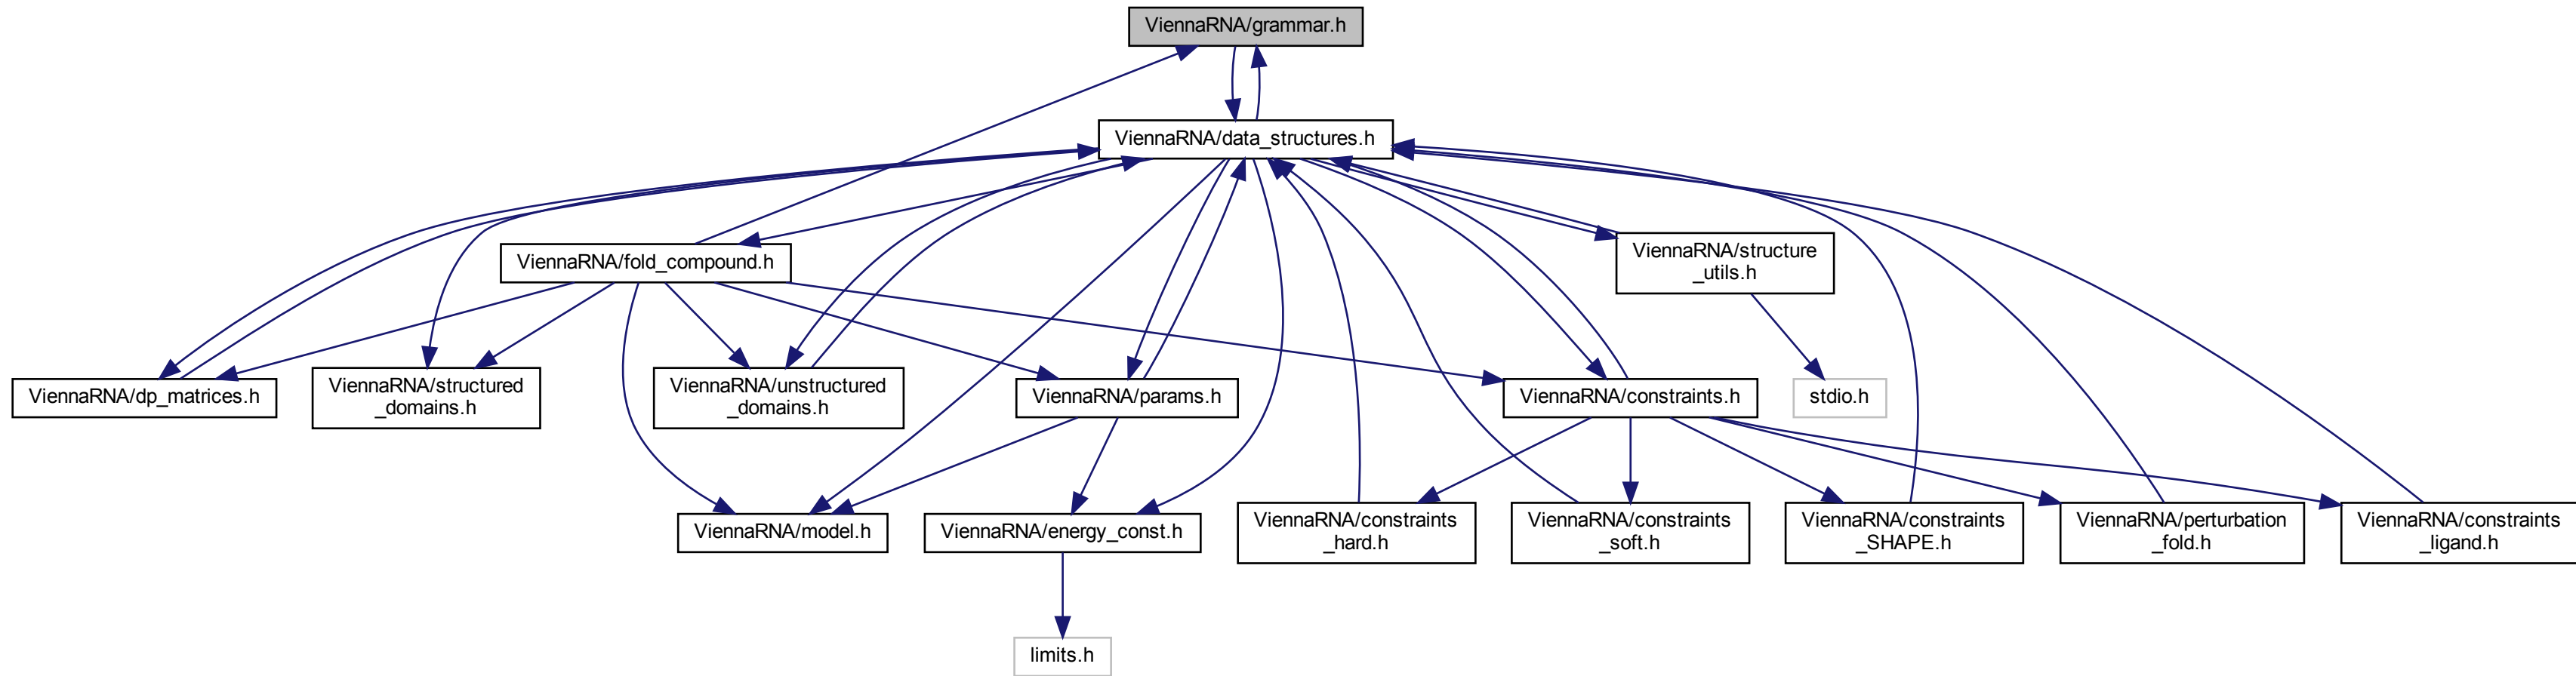 ViennaRNA/grammar.h
ViennaRNA/data_structures.h
ViennaRNA/fold_compound.h
ViennaRNA/structure
_utils.h
ViennaRNA/dp_matrices.h
ViennaRNA/structured
_domains.h
ViennaRNA/unstructured
_domains.h
ViennaRNA/params.h
ViennaRNA/constraints.h
stdio.h
ViennaRNA/model.h
ViennaRNA/energy_const.h
ViennaRNA/constraints
_hard.h
ViennaRNA/constraints
_soft.h
ViennaRNA/constraints
_SHAPE.h
ViennaRNA/perturbation
_fold.h
ViennaRNA/constraints
_ligand.h
limits.h